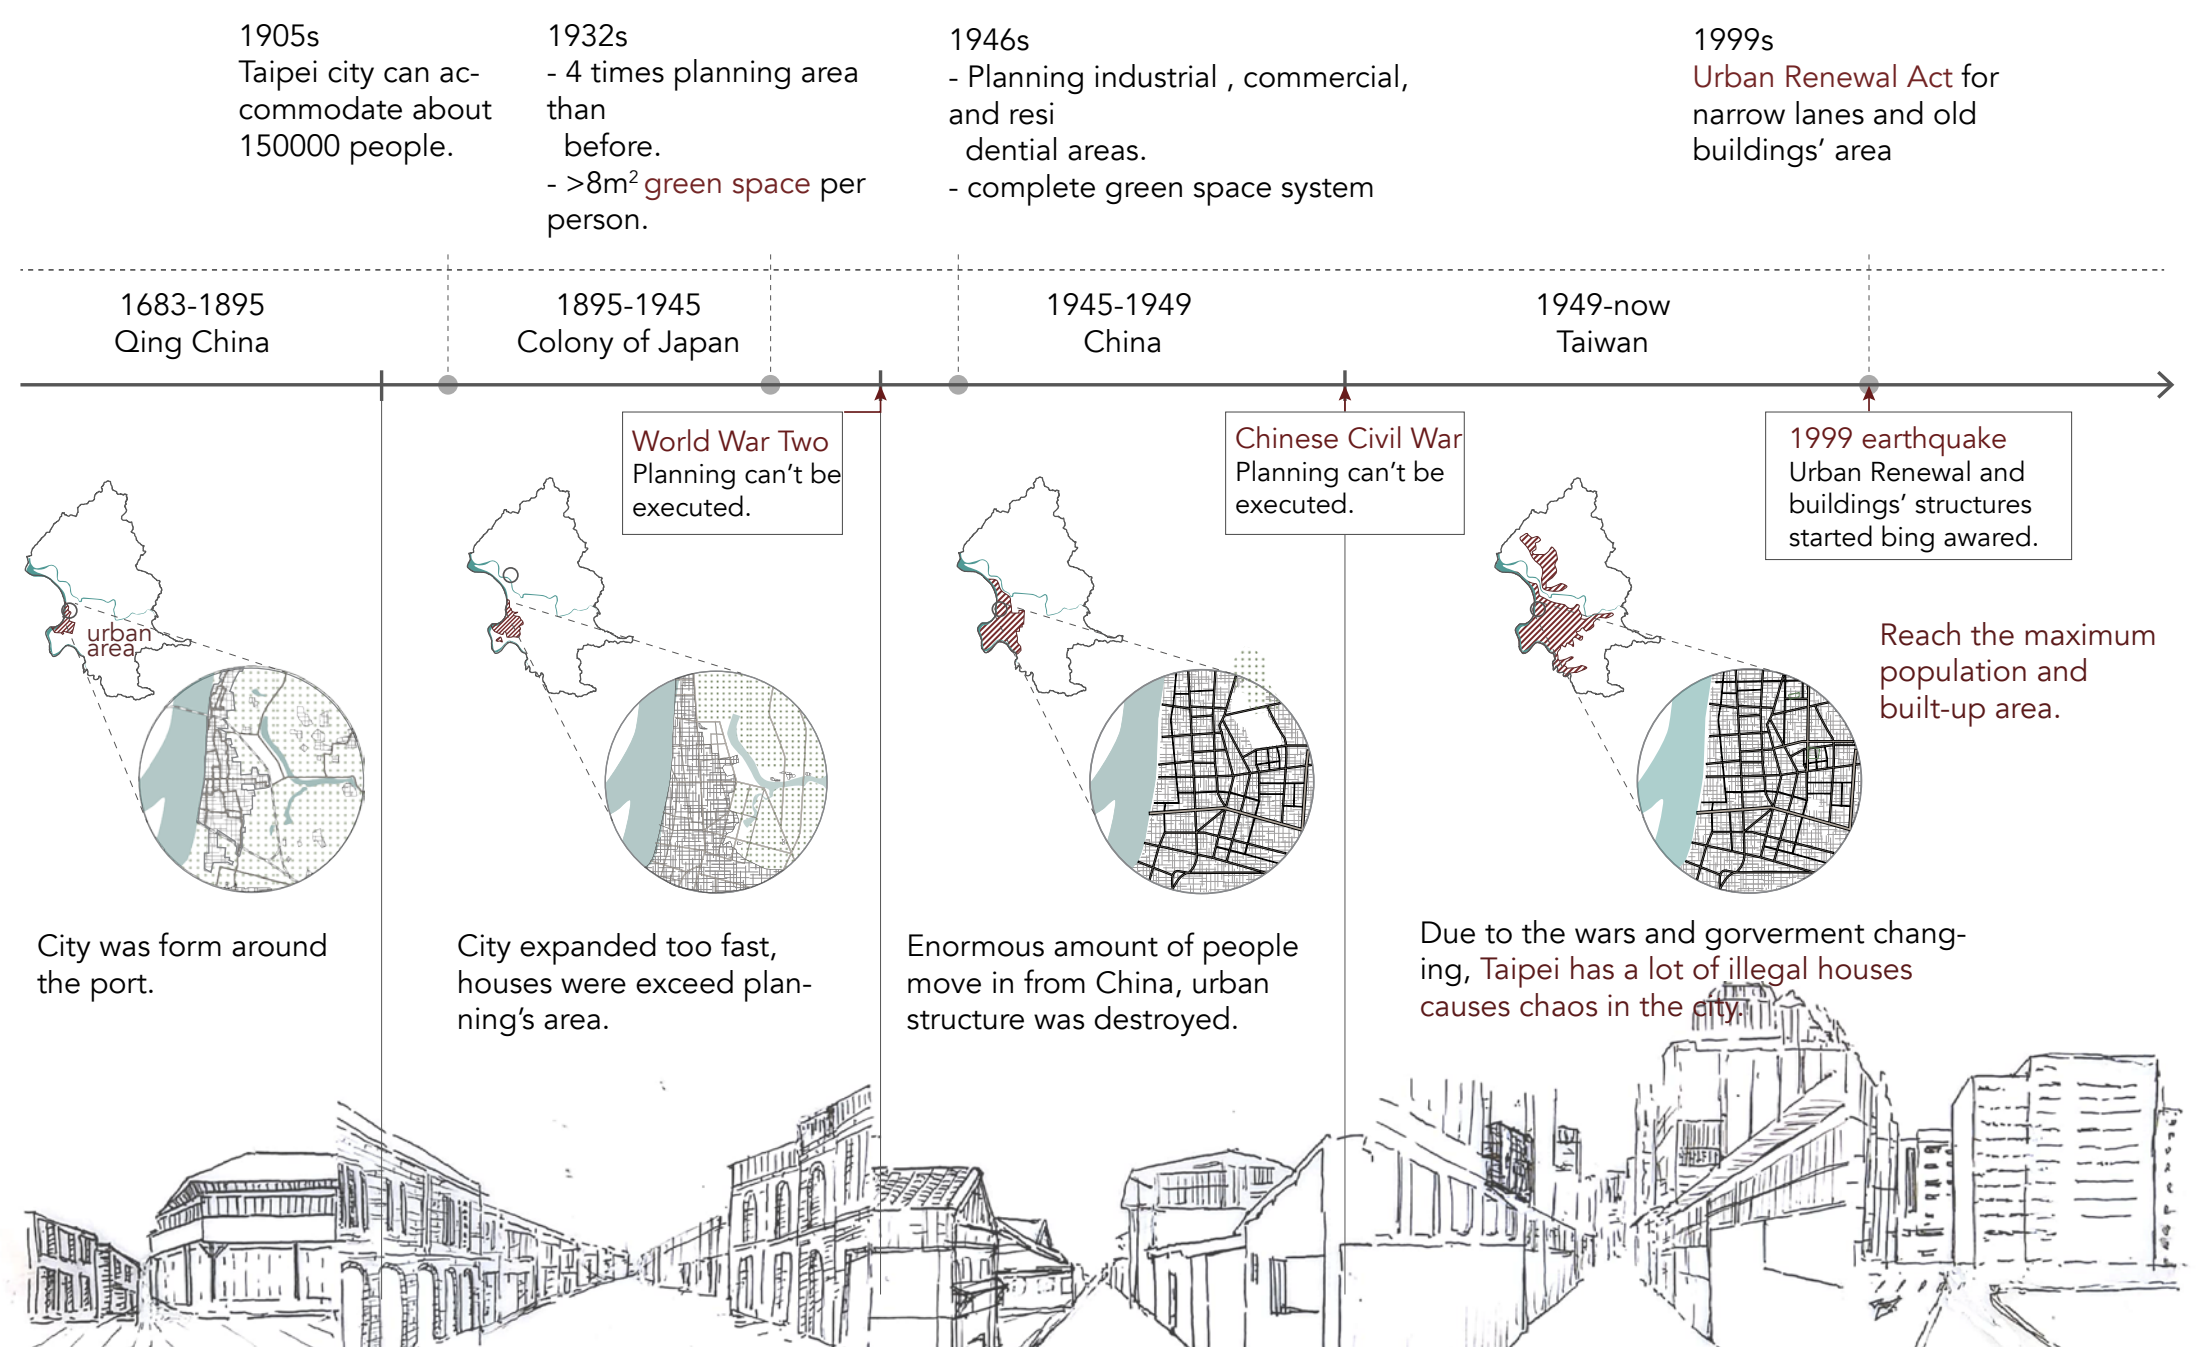 1905s
Taipei city can ac-
commodate about
150000 people.
1932s
- 4 times planning area
than
before.
- >8m² green space per
person.
1946s
- Planning industrial , commercial,
and resi
dential areas.
- complete green space system
1999s
Urban Renewal Act for
narrow lanes and old
buildings’ area
1683-1895
Qing China
1895-1945
Colony of Japan
1945-1949
China
1949-now
Taiwan
World War Two
Planning can’t be
executed.
Chinese Civil War
Planning can’t be
executed.
1999 earthquake
Urban Renewal and
buildings’ structures
started bing awared.
urban
area
Reach the maximum
population and
built-up area.
City was form around
the port.
City expanded too fast,
houses were exceed plan-
ning’s area.
Enormous amount of people
move in from China, urban
structure was destroyed.
Due to the wars and gorverment chang-
ing, Taipei has a lot of illegal houses
causes chaos in the city.